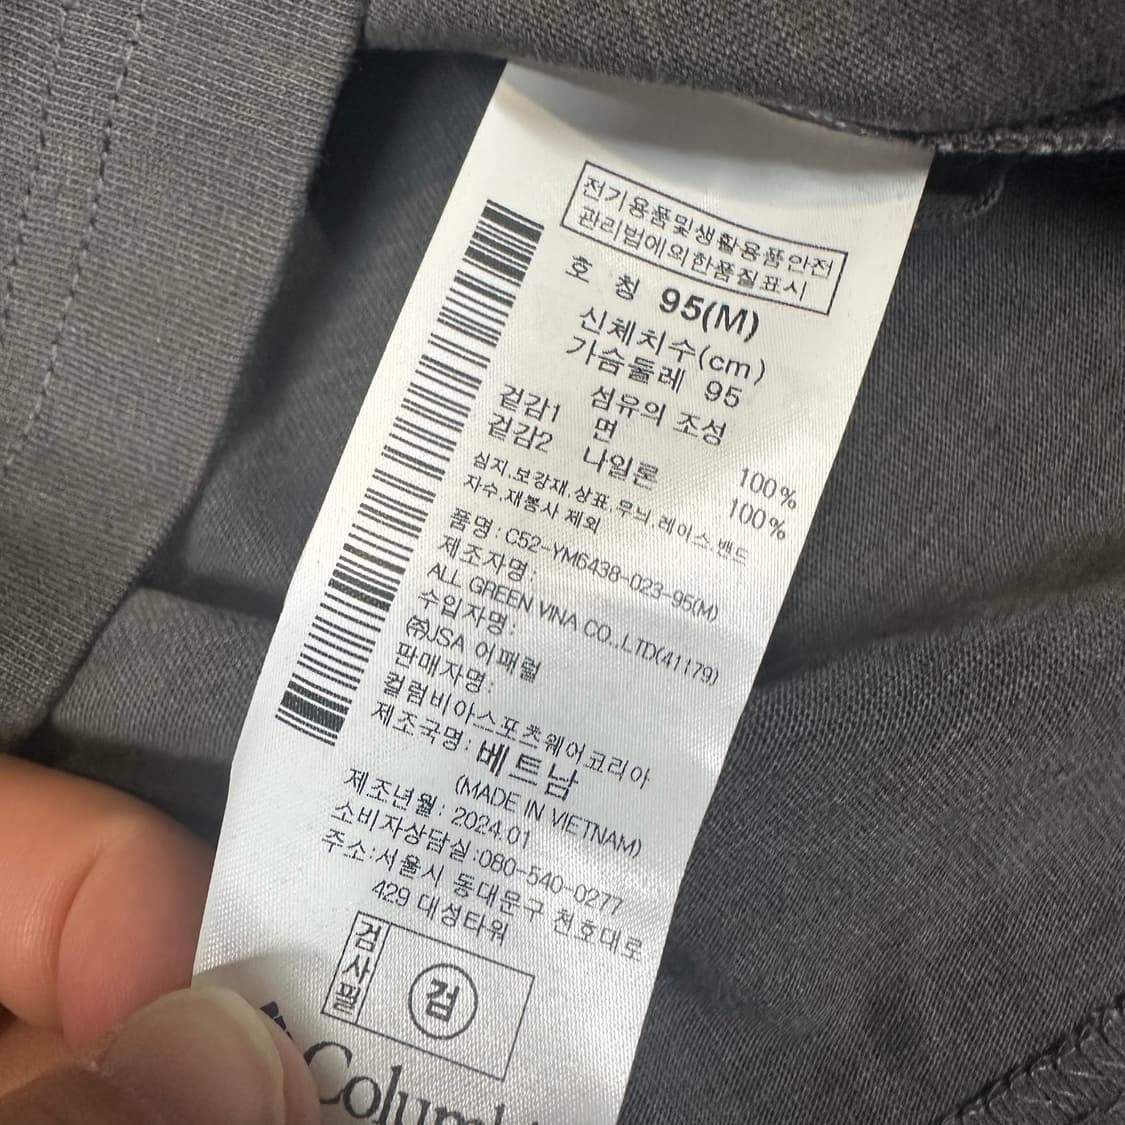 전기용품및생활용품안전
관리법에의한품질표시
호 칭 95(M)
신체치수(cm)
가슴둘레 95
섬유의 조성
겉감1 면 100%
겉감2 나일론 100%
심지,보강재,상표,무늬,레이스,밴드
자수,재봉사 제외
품명: C52-YM6438-023-95(M)
제조자명:
ALL GREEN VINA CO.,LTD(41179)
수입자명:
㈜JSA 어패럴
판매자명:
컬럼비아스포츠웨어코리아
제조국명: 베트남
(MADE IN VIETNAM)
제조년월: 2024.01
소비자상담실:080-540-0277
주소:서울시 동대문구 천호대로
429 대성타워
검사필
검
Columbi